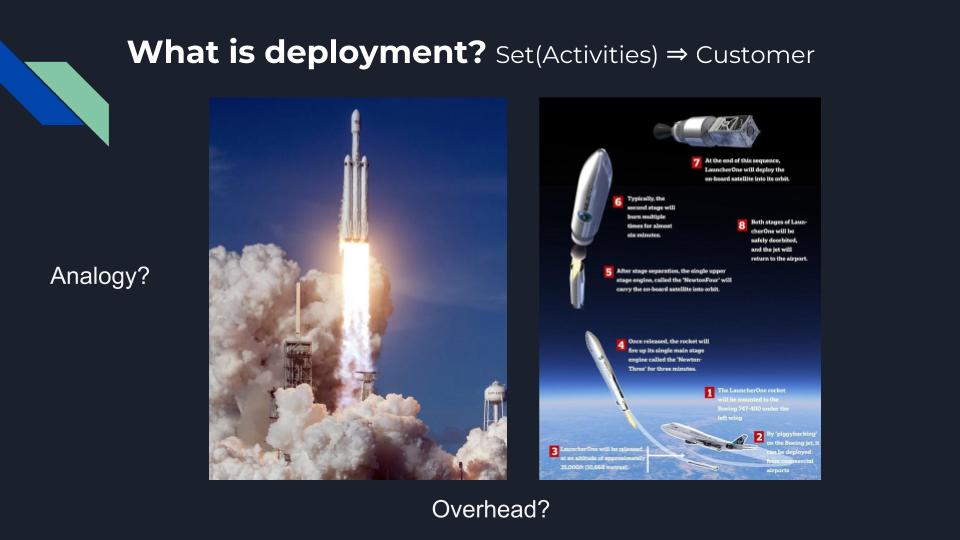 What is deployment? Set(Activities) ⇒ Customer
Analogy?
7 At the end of this sequence,
LauncherOne will deploy the
on-board satellite into its orbit.
6 Typically, the
second stage will
burn multiple
times for almost
six minutes.
8 Both stages of Laun-
cherOne will be
safely deorbited,
and the jet will
return to the airport.
5 After stage separation, the single upper
stage engine, called the 'NewtonFour' will
carry the on-board satellite into orbit.
4 Once released, the rocket will
fire up its single main stage
engine called the 'Newton-
Three' for three minutes.
1 The LauncherOne rocket
will be mounted to the
Boeing 747-400 under the
left wing
2 By 'piggybacking'
on the Boeing jet, it
can be deployed
from commercial
airports
3 LauncherOne will be released
at an altitude of approximately
35,000ft (10,668 metres).
Overhead?